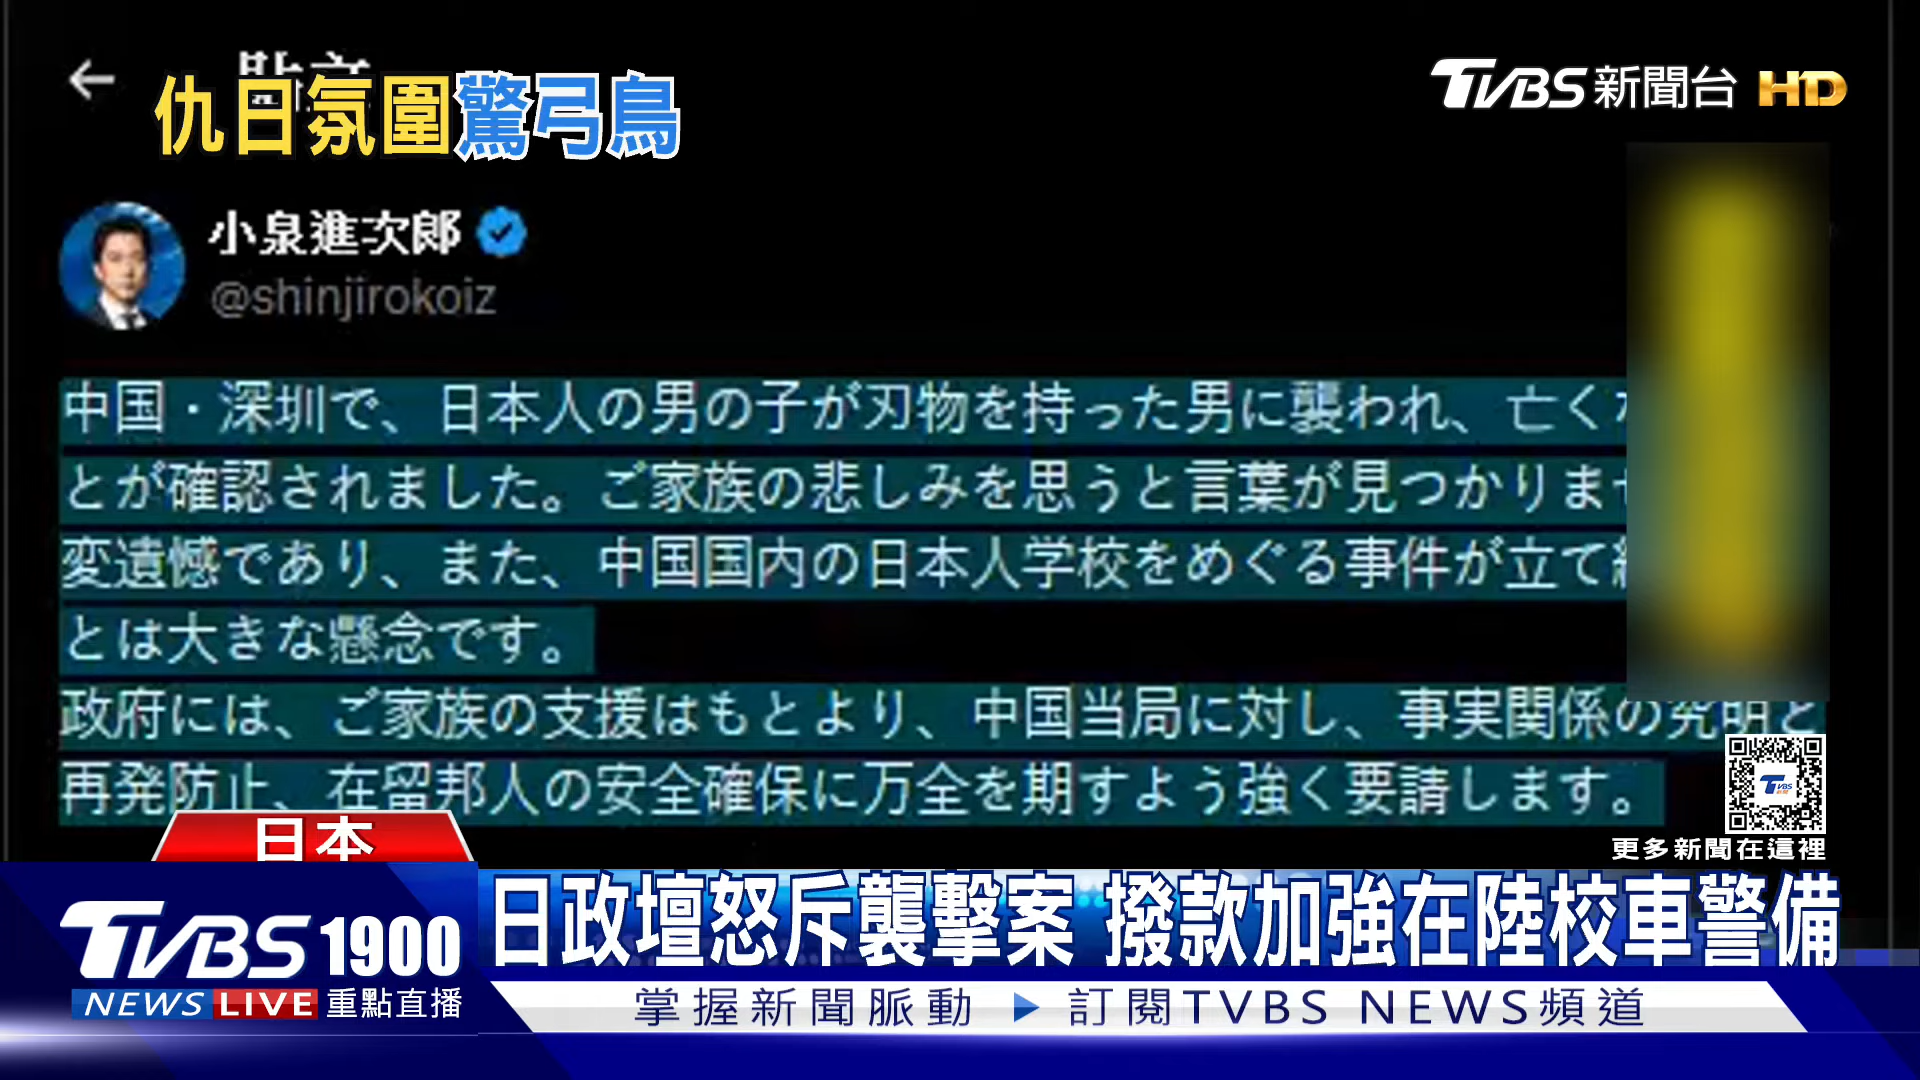 仇日氛圍驚弓鳥
TVBS新聞台 HD
小泉進次郎
@shinjirokoiz
中国・深圳で、日本人の男の子が刃物を持った男に襲われ、亡く
とが確認されました。ご家族の悲しみを思うと言葉が見つかりま
変遺憾であり、また、中国国内の日本人学校をめぐる事件が立て
とは大きな懸念です。
政府には、ご家族の支援はもとより、中国当局に対し、事実関係の究明と
再発防止、在留邦人の安全確保に万全を期すよう強く要請します。
TVBS
更多新聞在這裡
日本
日政壇怒斥襲擊案 撥款加強在陸校車警備
TVBS 1900
NEWS LIVE 重點直播
掌握新聞脈動 ▶ 訂閱TVBS NEWS頻道